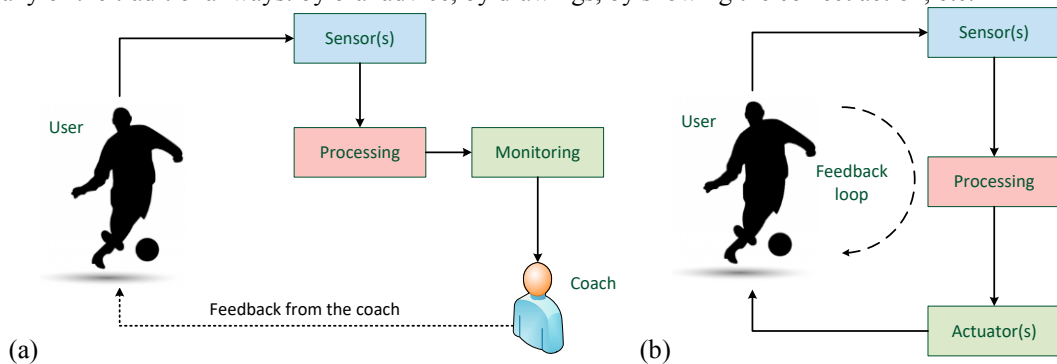 Sensor(s)
User
Processing
Monitoring
Coach
Feedback from the coach
(a)
Sensor(s)
User
Feedback
loop
Processing
Actuator(s)
(b)